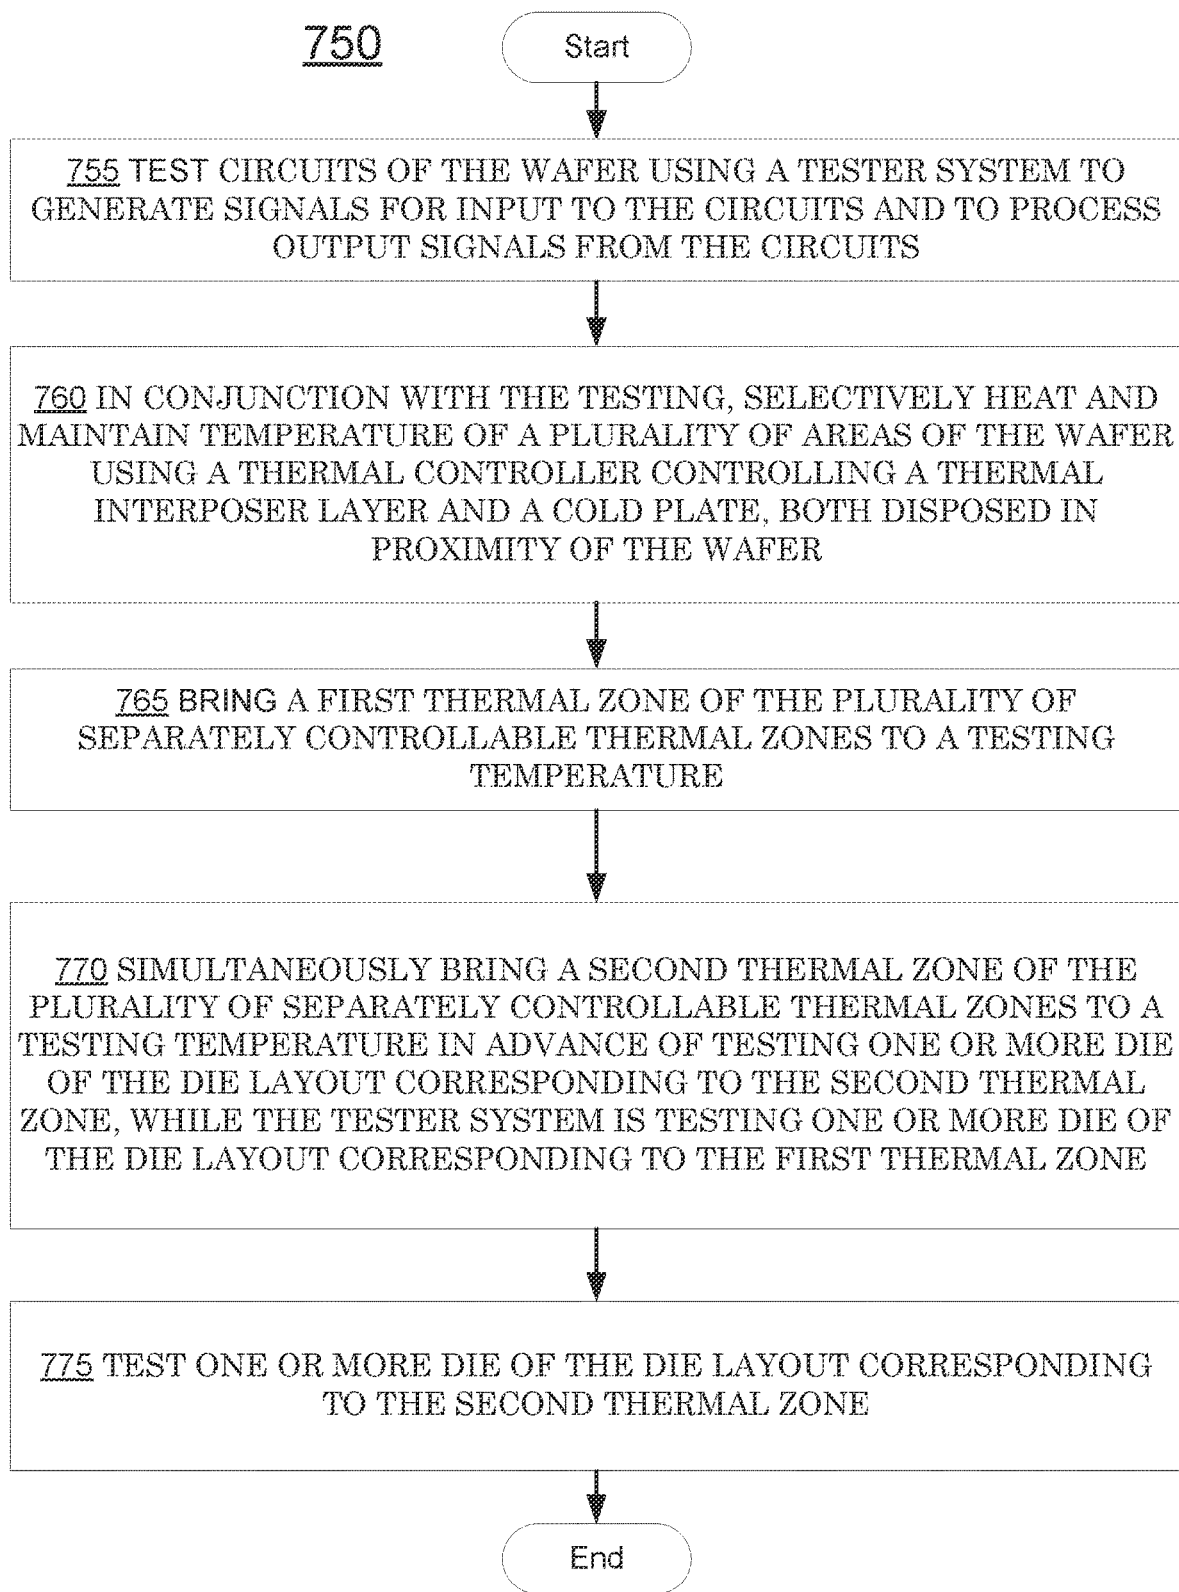 750
Start
755 TEST CIRCUITS OF THE WAFER USING A TESTER SYSTEM TO
GENERATE SIGNALS FOR INPUT TO THE CIRCUITS AND TO PROCESS
OUTPUT SIGNALS FROM THE CIRCUITS
760 IN CONJUNCTION WITH THE TESTING, SELECTIVELY HEAT AND
MAINTAIN TEMPERATURE OF A PLURALITY OF AREAS OF THE WAFER
USING A THERMAL CONTROLLER CONTROLLING A THERMAL
INTERPOSER LAYER AND A COLD PLATE, BOTH DISPOSED IN
PROXIMITY OF THE WAFER
765 BRING A FIRST THERMAL ZONE OF THE PLURALITY OF
SEPARATELY CONTROLLABLE THERMAL ZONES TO A TESTING
TEMPERATURE
770 SIMULTANEOUSLY BRING A SECOND THERMAL ZONE OF THE
PLURALITY OF SEPARATELY CONTROLLABLE THERMAL ZONES TO A
TESTING TEMPERATURE IN ADVANCE OF TESTING ONE OR MORE DIE
OF THE DIE LAYOUT CORRESPONDING TO THE SECOND THERMAL
ZONE, WHILE THE TESTER SYSTEM IS TESTING ONE OR MORE DIE OF
THE DIE LAYOUT CORRESPONDING TO THE FIRST THERMAL ZONE
775 TEST ONE OR MORE DIE OF THE DIE LAYOUT CORRESPONDING
TO THE SECOND THERMAL ZONE
End